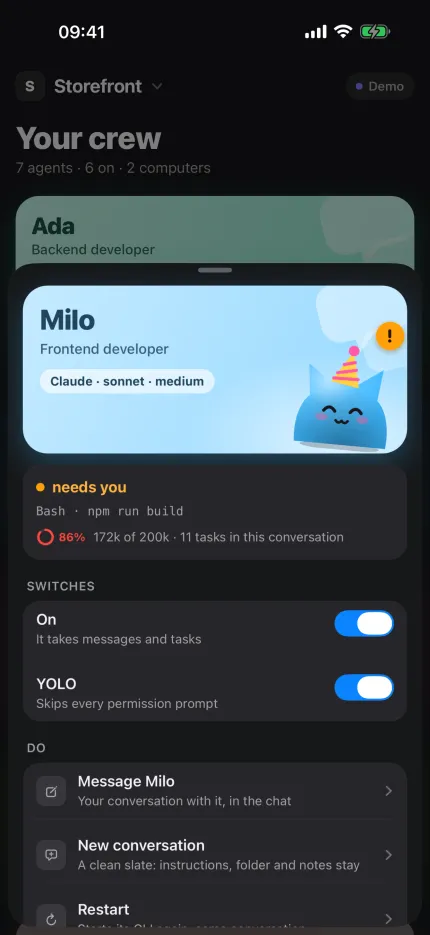 09:41
S Storefront
Demo
Your crew
7 agents · 6 on · 2 computers
Ada
Backend developer
Milo
Frontend developer
Claude · sonnet · medium
needs you
Bash · npm run build
86% 172k of 200k · 11 tasks in this conversation
SWITCHES
On
It takes messages and tasks
YOLO
Skips every permission prompt
DO
Message Milo
Your conversation with it, in the chat
New conversation
A clean slate: instructions, folder and notes stay
Restart